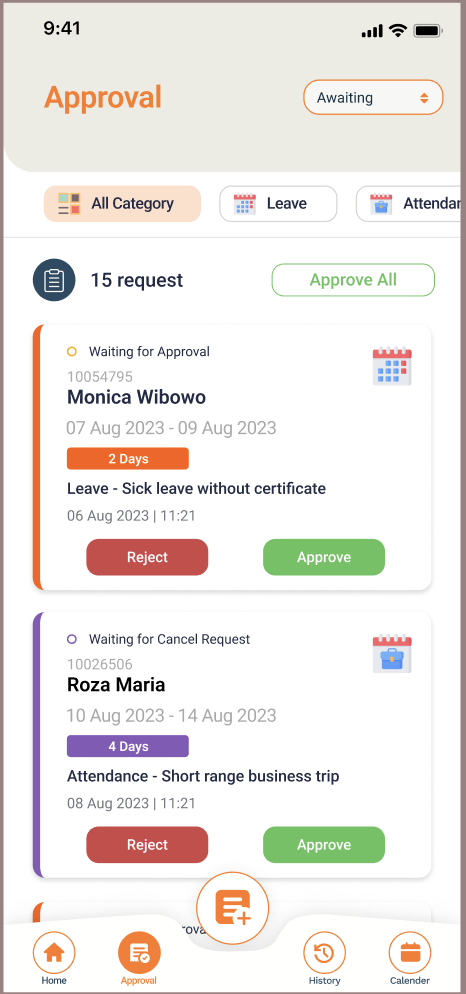 9:41
Approval
Awaiting
All Category
Leave
Attendan
15 request
Approve All
Waiting for Approval
10054795
Monica Wibowo
07 Aug 2023 - 09 Aug 2023
2 Days
Leave - Sick leave without certificate
06 Aug 2023 | 11:21
Reject
Approve
Waiting for Cancel Request
10026506
Roza Maria
10 Aug 2023 - 14 Aug 2023
4 Days
Attendance - Short range business trip
08 Aug 2023 | 11:21
Reject
Approve
Home
Approval
History
Calender